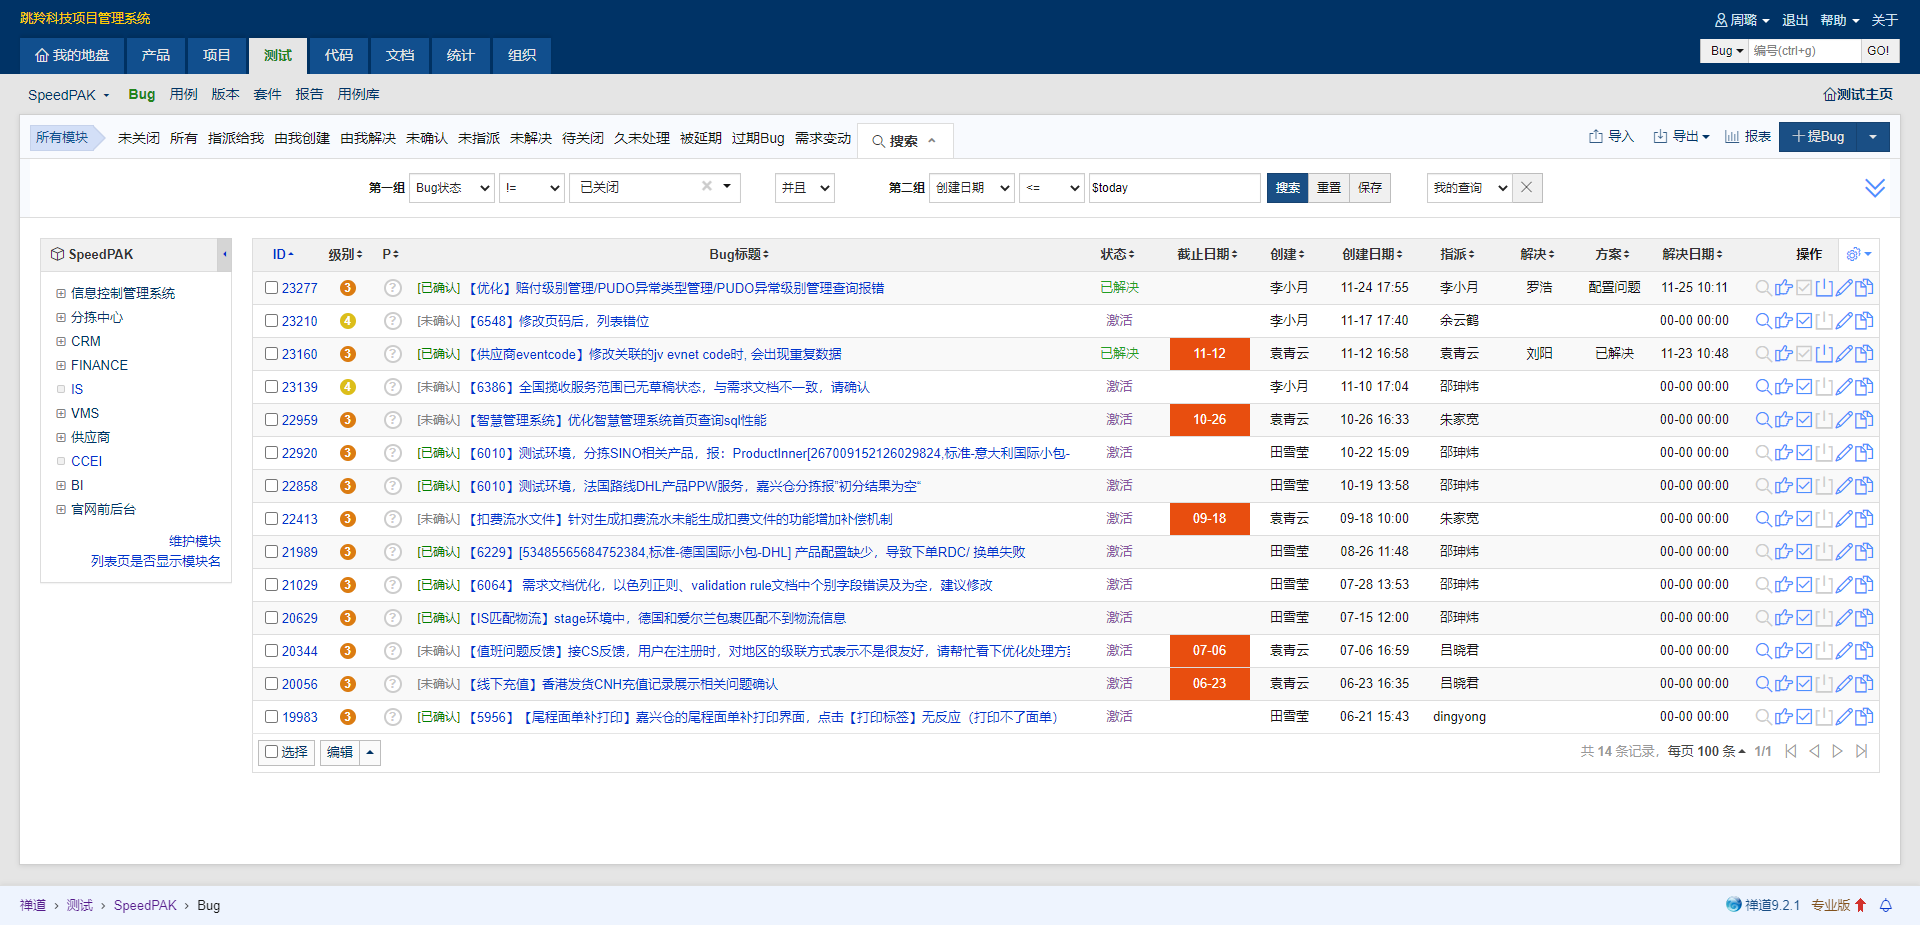 跳羚科技项目管理系统
周璐 退出 帮助 关于
我的地盘 产品 项目 测试 代码 文档 统计 组织
Bug 编号(ctrl+g) GO!
SpeedPAK Bug 用例 版本 套件 报告 用例库 测试主页
所有模块 未关闭 所有 指派给我 由我创建 由我解决 未确认 未指派 未解决 待关闭 久未处理 被延期 过期Bug 需求变动 搜索 导入 导出 报表 提Bug
第一组 Bug状态 != 已关闭 并且 第二组 创建日期 <= $today 搜索 重置 保存 我的查询
SpeedPAK
信息控制管理系统
分拣中心
CRM
FINANCE
IS
VMS
供应商
CCEI
BI
官网前后台
维护模块
列表页是否显示模块名
ID 级别 P Bug标题 状态 截止日期 创建 创建日期 指派 解决 方案 解决日期 操作
23277 3 ? [已确认] 【优化】赔付级别管理/PUDO异常类型管理/PUDO异常级别管理查询报错 已解决 李小月 11-24 17:55 李小月 罗浩 配置问题 11-25 10:11
23210 4 ? [未确认] 【6548】修改页码后，列表错位 激活 李小月 11-17 17:40 余云鹤 00-00 00:00
23160 3 ? [已确认] 【供应商eventcode】修改关联的jv evnet code时, 会出现重复数据 已解决 11-12 袁青云 11-12 16:58 袁青云 刘阳 已解决 11-23 10:48
23139 4 ? [未确认] 【6386】全国揽收服务范围已无草稿状态，与需求文档不一致，请确认 激活 李小月 11-10 17:04 邵珅炜 00-00 00:00
22959 3 ? [未确认] 【智慧管理系统】优化智慧管理系统首页查询sql性能 激活 10-26 袁青云 10-26 16:33 朱家宽 00-00 00:00
22920 3 ? [已确认] 【6010】测试环境，分拣SINO相关产品，报：ProductInner[267009152126029824,标准-意大利国际小包- 激活 田雪莹 10-22 15:09 邵珅炜 00-00 00:00
22858 3 ? [已确认] 【6010】测试环境，法国路线DHL产品PPW服务，嘉兴仓分拣报”初分结果为空“ 激活 田雪莹 10-19 13:58 邵珅炜 00-00 00:00
22413 3 ? [未确认] 【扣费流水文件】针对生成扣费流水未能生成扣费文件的功能增加补偿机制 激活 09-18 袁青云 09-18 10:00 朱家宽 00-00 00:00
21989 3 ? [已确认] 【6229】[53485565684752384,标准-德国国际小包-DHL] 产品配置缺少，导致下单RDC/ 换单失败 激活 田雪莹 08-26 11:48 邵珅炜 00-00 00:00
21029 3 ? [已确认] 【6064】 需求文档优化，以色列正则、validation rule文档中个别字段错误及为空，建议修改 激活 田雪莹 07-28 13:53 邵珅炜 00-00 00:00
20629 3 ? [已确认] 【IS匹配物流】stage环境中，德国和爱尔兰包裹匹配不到物流信息 激活 田雪莹 07-15 12:00 邵珅炜 00-00 00:00
20344 3 ? [未确认] 【值班问题反馈】接CS反馈，用户在注册时，对地区的级联方式表示不是很友好，请帮忙看下优化处理方 激活 07-06 袁青云 07-06 16:59 吕晓君 00-00 00:00
20056 3 ? [未确认] 【线下充值】香港发货CNH充值记录展示相关问题确认 激活 06-23 袁青云 06-23 16:35 吕晓君 00-00 00:00
19983 3 ? [已确认] 【5956】【尾程面单补打印】嘉兴仓的尾程面单补打印界面，点击【打印标签】无反应（打印不了面单） 激活 田雪莹 06-21 15:43 dingyong 00-00 00:00
选择 编辑 共 14 条记录，每页 100 条 1/1
禅道 › 测试 › SpeedPAK › Bug 禅道9.2.1 专业版